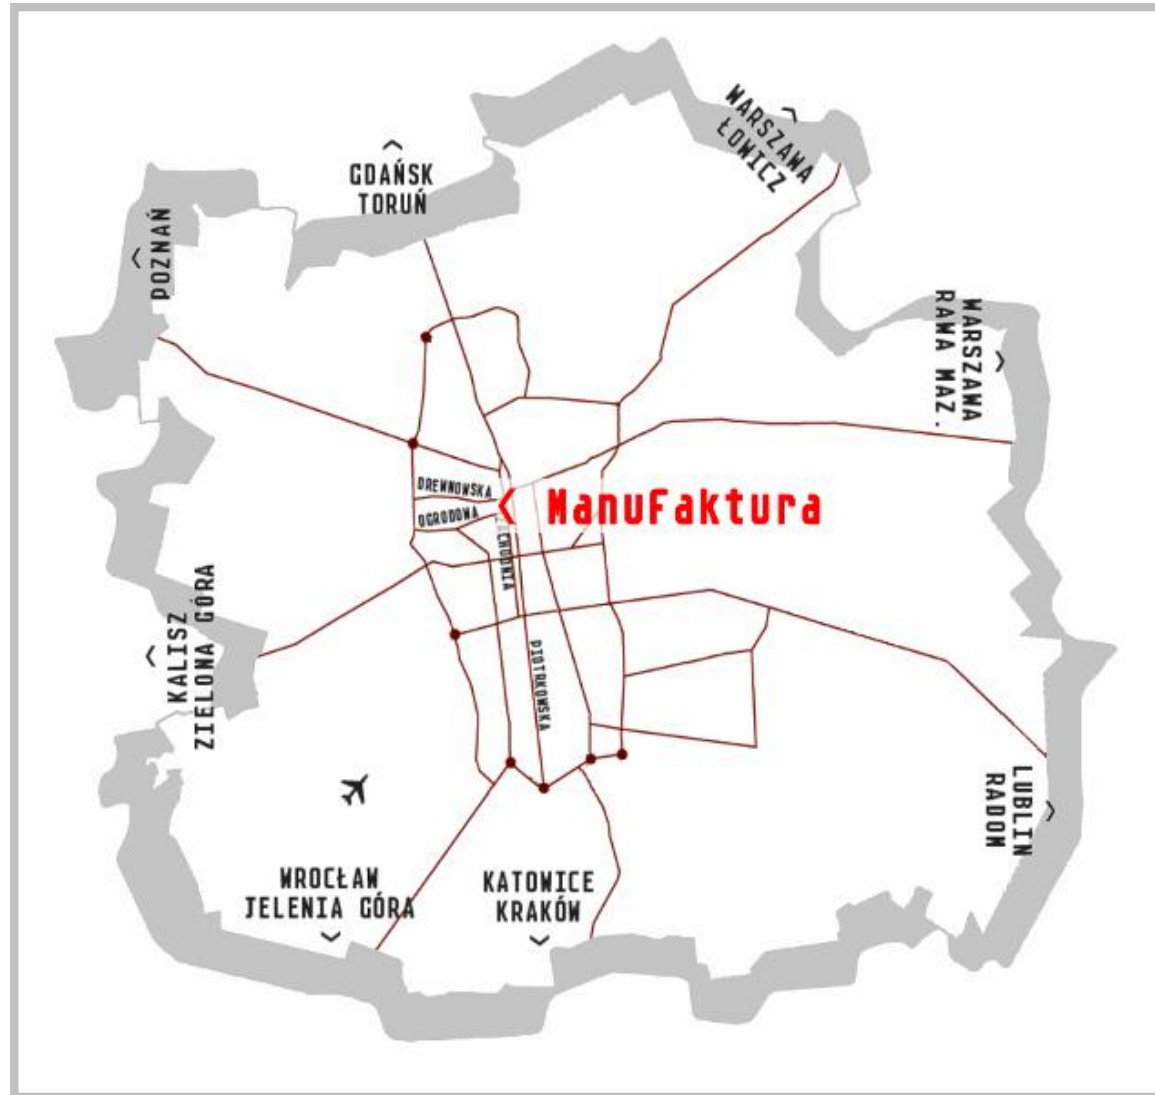 WARSZAWA
ŁOWICZ
GDAŃSK
TORUŃ
POZNAŃ
WARSZAWA
RAWA MAZ.
DREWNOWSKA
ManuFaktura
OGRODOWA
ZACHODNIA
KALISZ
ZIELONA GÓRA
PIOTRKOWSKA
LUBLIN
RADOM
WROCŁAW
JELENIA GÓRA
KATOWICE
KRAKÓW